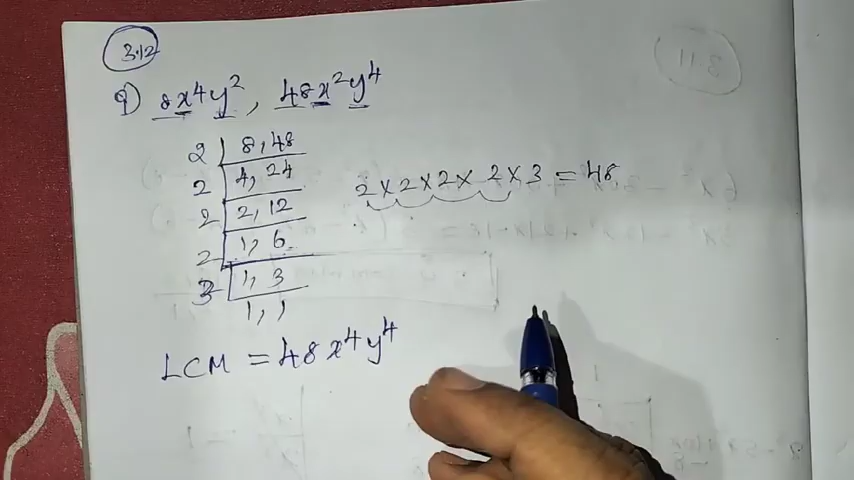 3.12
9) 8x⁴y², 48x²y⁴
2 | 8, 48
2 | 4, 24
2 | 2, 12
2 | 1, 6
3 | 1, 3
1, 1
2 × 2 × 2 × 2 × 3 = 48
LCM = 48x⁴y⁴